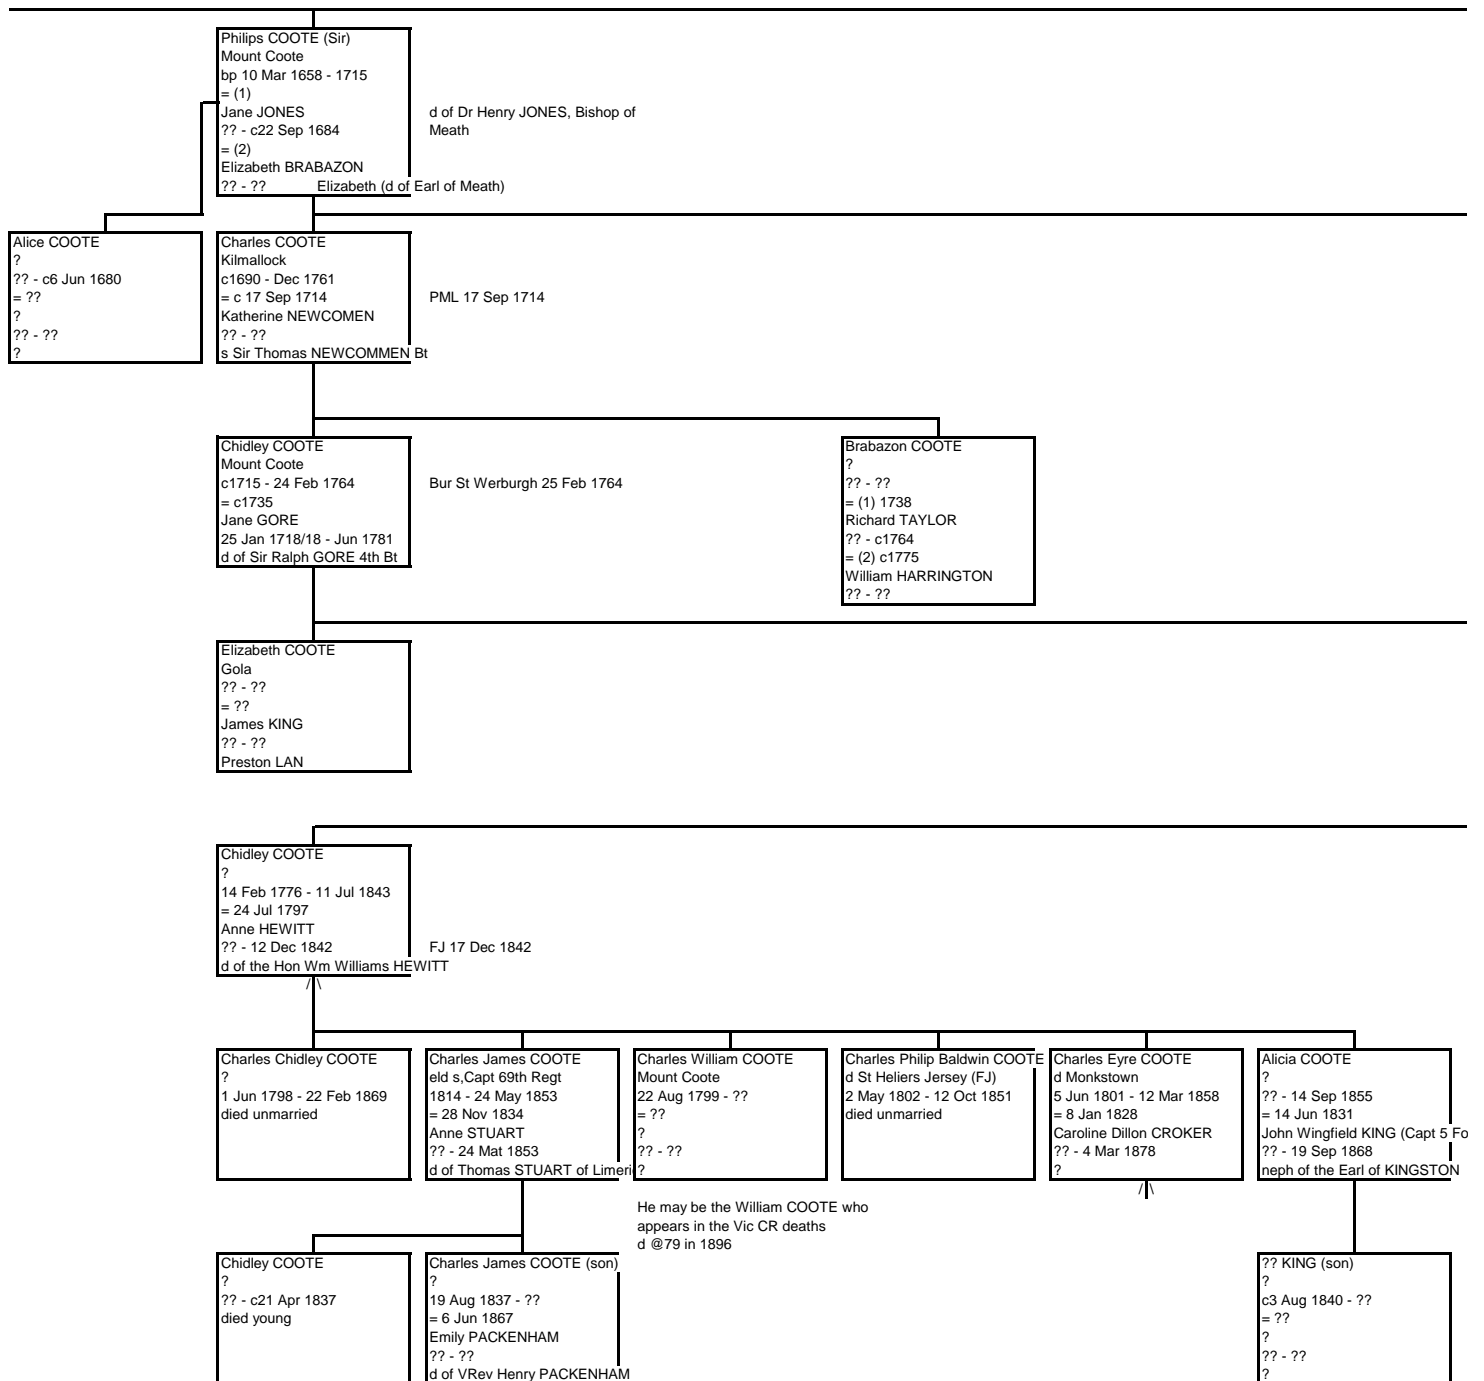 Philips COOTE (Sir)
Mount Coote
bp 10 Mar 1658 - 1715
= (1)
Jane JONES
?? - c22 Sep 1684
= (2)
Elizabeth BRABAZON
?? - ?? Elizabeth (d of Earl of Meath)
d of Dr Henry JONES, Bishop of
Meath
Alice COOTE
?
?? - c6 Jun 1680
= ??
?
?? - ??
?
Charles COOTE
Kilmallock
c1690 - Dec 1761
= c 17 Sep 1714
Katherine NEWCOMEN
?? - ??
s Sir Thomas NEWCOMMEN Bt
PML 17 Sep 1714
Chidley COOTE
Mount Coote
c1715 - 24 Feb 1764
= c1735
Jane GORE
25 Jan 1718/18 - Jun 1781
d of Sir Ralph GORE 4th Bt
Bur St Werburgh 25 Feb 1764
Brabazon COOTE
?
?? - ??
= (1) 1738
Richard TAYLOR
?? - c1764
= (2) c1775
William HARRINGTON
?? - ??
Elizabeth COOTE
Gola
?? - ??
= ??
James KING
?? - ??
Preston LAN
Chidley COOTE
?
14 Feb 1776 - 11 Jul 1843
= 24 Jul 1797
Anne HEWITT
?? - 12 Dec 1842
d of the Hon Wm Williams HEWITT
/ \
FJ 17 Dec 1842
Charles Chidley COOTE
?
1 Jun 1798 - 22 Feb 1869
died unmarried
Charles James COOTE
eld s,Capt 69th Regt
1814 - 24 May 1853
= 28 Nov 1834
Anne STUART
?? - 24 Mat 1853
d of Thomas STUART of Limeri
Charles William COOTE
Mount Coote
22 Aug 1799 - ??
= ??
?
?? - ??
?
He may be the William COOTE who
appears in the Vic CR deaths
d @79 in 1896
Charles Philip Baldwin COOTE
d St Heliers Jersey (FJ)
2 May 1802 - 12 Oct 1851
died unmarried
Charles Eyre COOTE
d Monkstown
5 Jun 1801 - 12 Mar 1858
= 8 Jan 1828
Caroline Dillon CROKER
?? - 4 Mar 1878
?
/ \
Alicia COOTE
?
?? - 14 Sep 1855
= 14 Jun 1831
John Wingfield KING (Capt 5 Fo
?? - 19 Sep 1868
neph of the Earl of KINGSTON
Chidley COOTE
?
?? - c21 Apr 1837
died young
Charles James COOTE (son)
?
19 Aug 1837 - ??
= 6 Jun 1867
Emily PACKENHAM
?? - ??
d of VRev Henry PACKENHAM
?? KING (son)
?
c3 Aug 1840 - ??
= ??
?
?? - ??
?